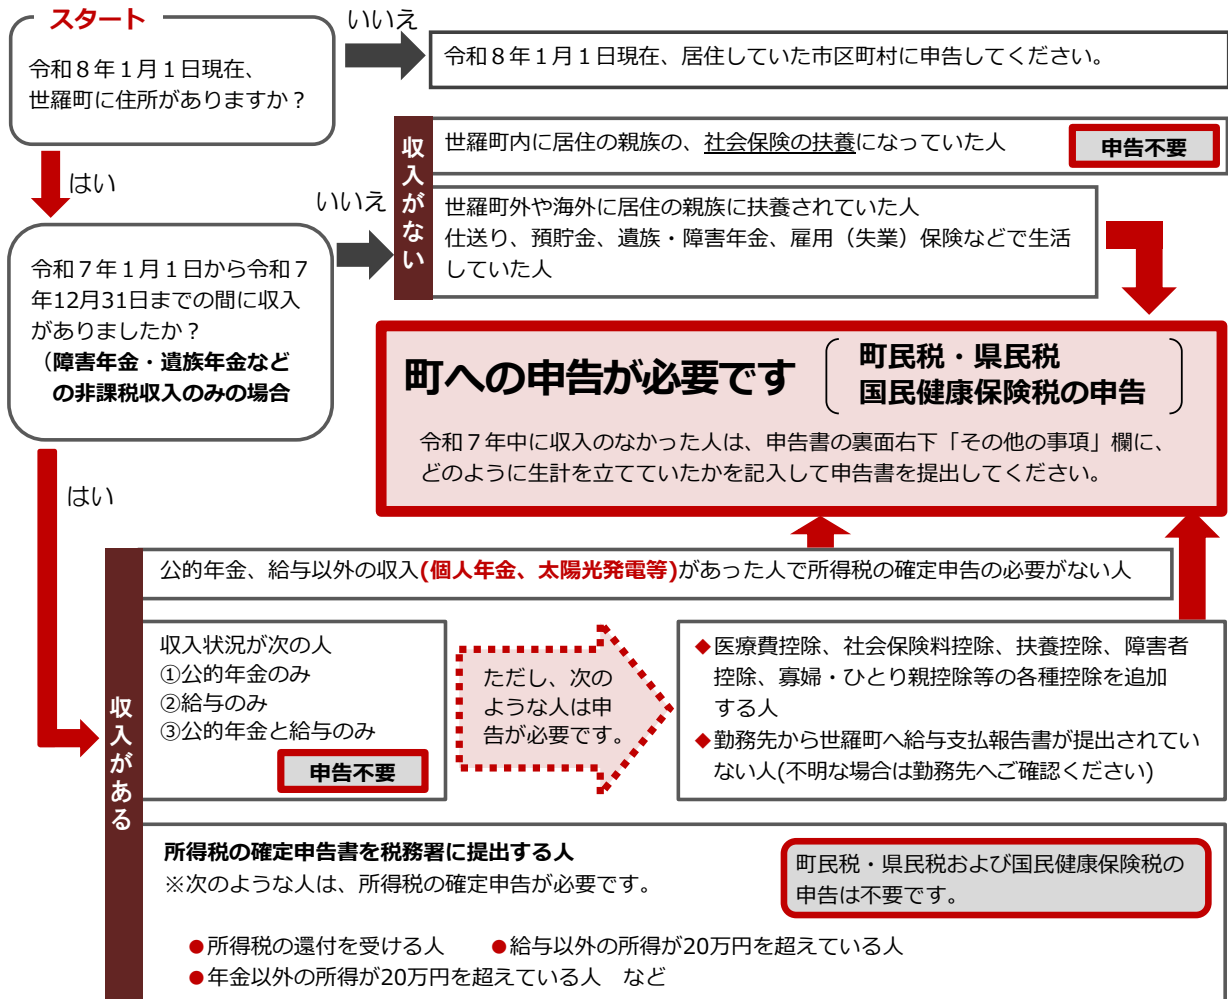 スタート
令和８年１月１日現在、
世羅町に住所がありますか？
いいえ
令和８年１月１日現在、居住していた市区町村に申告してください。
はい
いいえ
収入がない
世羅町内に居住の親族の、社会保険の扶養になっていた人
申告不要
世羅町外や海外に居住の親族に扶養されていた人
仕送り、預貯金、遺族・障害年金、雇用（失業）保険などで生活
していた人
令和７年１月１日から令和７
年12月31日までの間に収入
がありましたか？
（障害年金・遺族年金など
の非課税収入のみの場合
町への申告が必要です
町民税・県民税
国民健康保険税の申告
令和７年中に収入のなかった人は、申告書の裏面右下「その他の事項」欄に、
どのように生計を立てていたかを記入して申告書を提出してください。
はい
収入がある
公的年金、給与以外の収入(個人年金、太陽光発電等)があった人で所得税の確定申告の必要がない人
収入状況が次の人
①公的年金のみ
②給与のみ
③公的年金と給与のみ
申告不要
ただし、次の
ような人は申
告が必要です。
◆医療費控除、社会保険料控除、扶養控除、障害者
控除、寡婦・ひとり親控除等の各種控除を追加
する人
◆勤務先から世羅町へ給与支払報告書が提出されてい
ない人(不明な場合は勤務先へご確認ください)
所得税の確定申告書を税務署に提出する人
※次のような人は、所得税の確定申告が必要です。
町民税・県民税および国民健康保険税の
申告は不要です。
●所得税の還付を受ける人　●給与以外の所得が20万円を超えている人
●年金以外の所得が20万円を超えている人　など